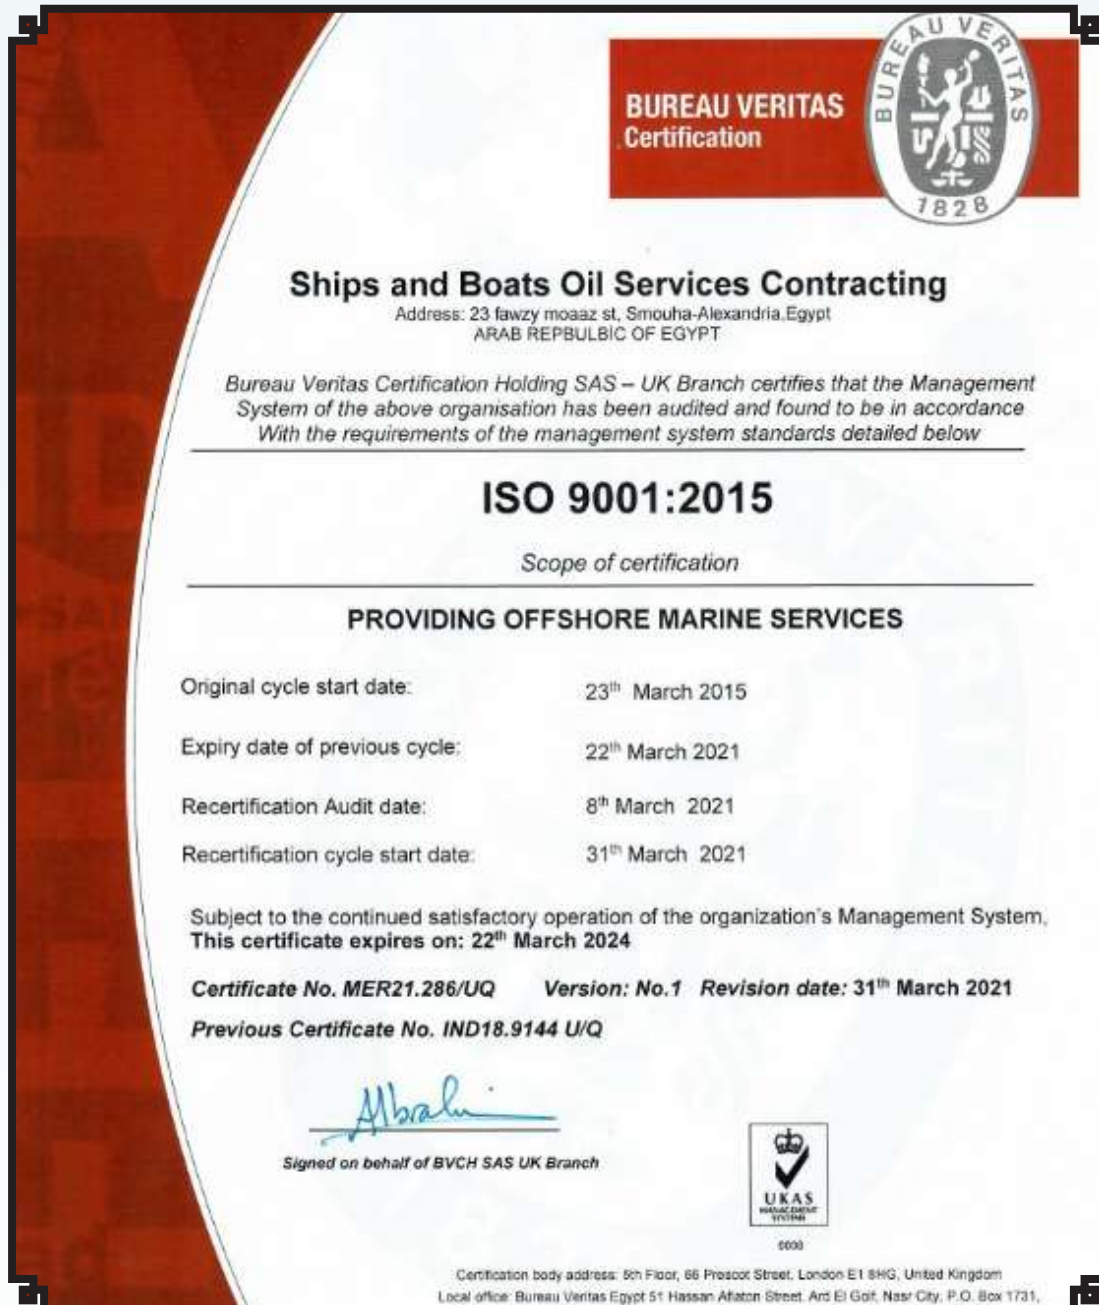 BUREAU VERITAS
Certification
BUREAU VERITAS
1828
Ships and Boats Oil Services Contracting
Address: 23 fawzy moaaz st, Smouha-Alexandria,Egypt
ARAB REPBULBIC OF EGYPT
Bureau Veritas Certification Holding SAS – UK Branch certifies that the Management
System of the above organisation has been audited and found to be in accordance
With the requirements of the management system standards detailed below
ISO 9001:2015
Scope of certification
PROVIDING OFFSHORE MARINE SERVICES
Original cycle start date: 23th March 2015
Expiry date of previous cycle: 22th March 2021
Recertification Audit date: 8th March 2021
Recertification cycle start date: 31th March 2021
Subject to the continued satisfactory operation of the organization's Management System,
This certificate expires on: 22th March 2024
Certificate No. MER21.286/UQ Version: No.1 Revision date: 31th March 2021
Previous Certificate No. IND18.9144 U/Q
Signed on behalf of BVCH SAS UK Branch
UKAS
MANAGEMENT
SYSTEMS
0008
Certification body address: 5th Floor, 66 Prescot Street, London E1 8HG, United Kingdom
Local office: Bureau Veritas Egypt 51 Hassan Aflaton Street, Ard El Golf, Nasr City, P.O. Box 1731,